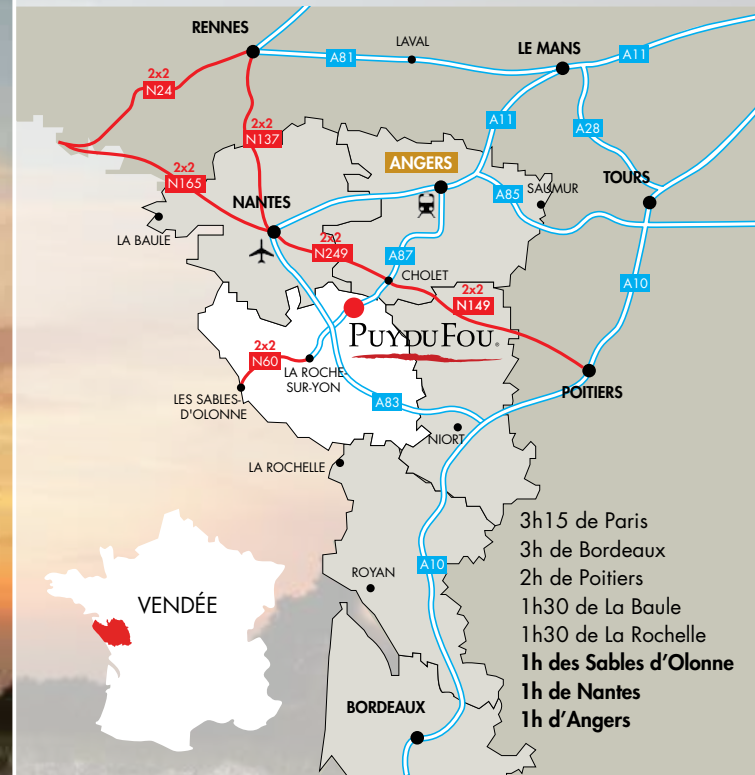 RENNES
LAVAL
LE MANS
A11
A81
2x2
N24
A11
A28
2x2
N137
2x2
N165
ANGERS
A85
SAUMUR
TOURS
NANTES
LA BAULE
2x2
N249
A87
CHOLET
A10
2x2
N149
PUYDUFOU®
2x2
N60
LA ROCHE-
SUR-YON
LES SABLES-
D'OLONNE
A83
POITIERS
NIORT
LA ROCHELLE
3h15 de Paris
3h de Bordeaux
2h de Poitiers
1h30 de La Baule
1h30 de La Rochelle
1h des Sables d'Olonne
1h de Nantes
1h d'Angers
A10
ROYAN
VENDÉE
BORDEAUX